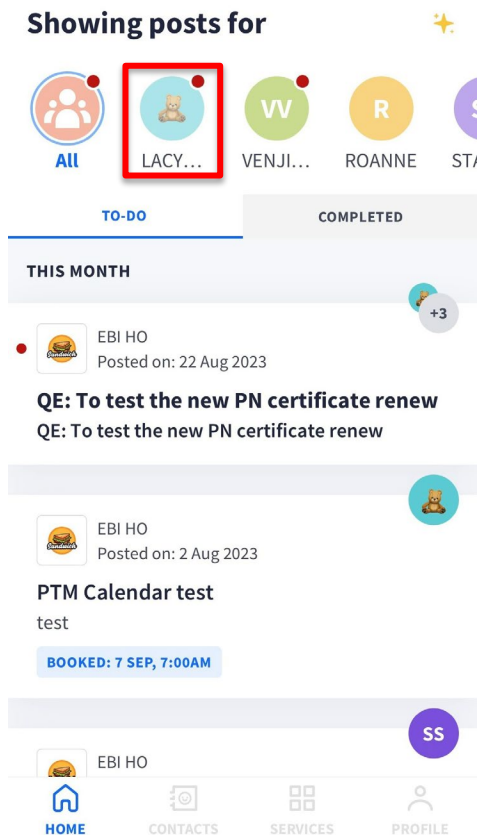 Showing posts for
VV
R
All
LACY...
VENJI...
ROANNE
STA
TO-DO
COMPLETED
THIS MONTH
+3
EBI HO
Posted on: 22 Aug 2023
QE: To test the new PN certificate renew
QE: To test the new PN certificate renew
Sandwich
EBI HO
Posted on: 2 Aug 2023
Sandwich
PTM Calendar test
test
BOOKED: 7 SEP, 7:00AM
SS
EBI HO
HOME
CONTACTS
SERVICES
PROFILE